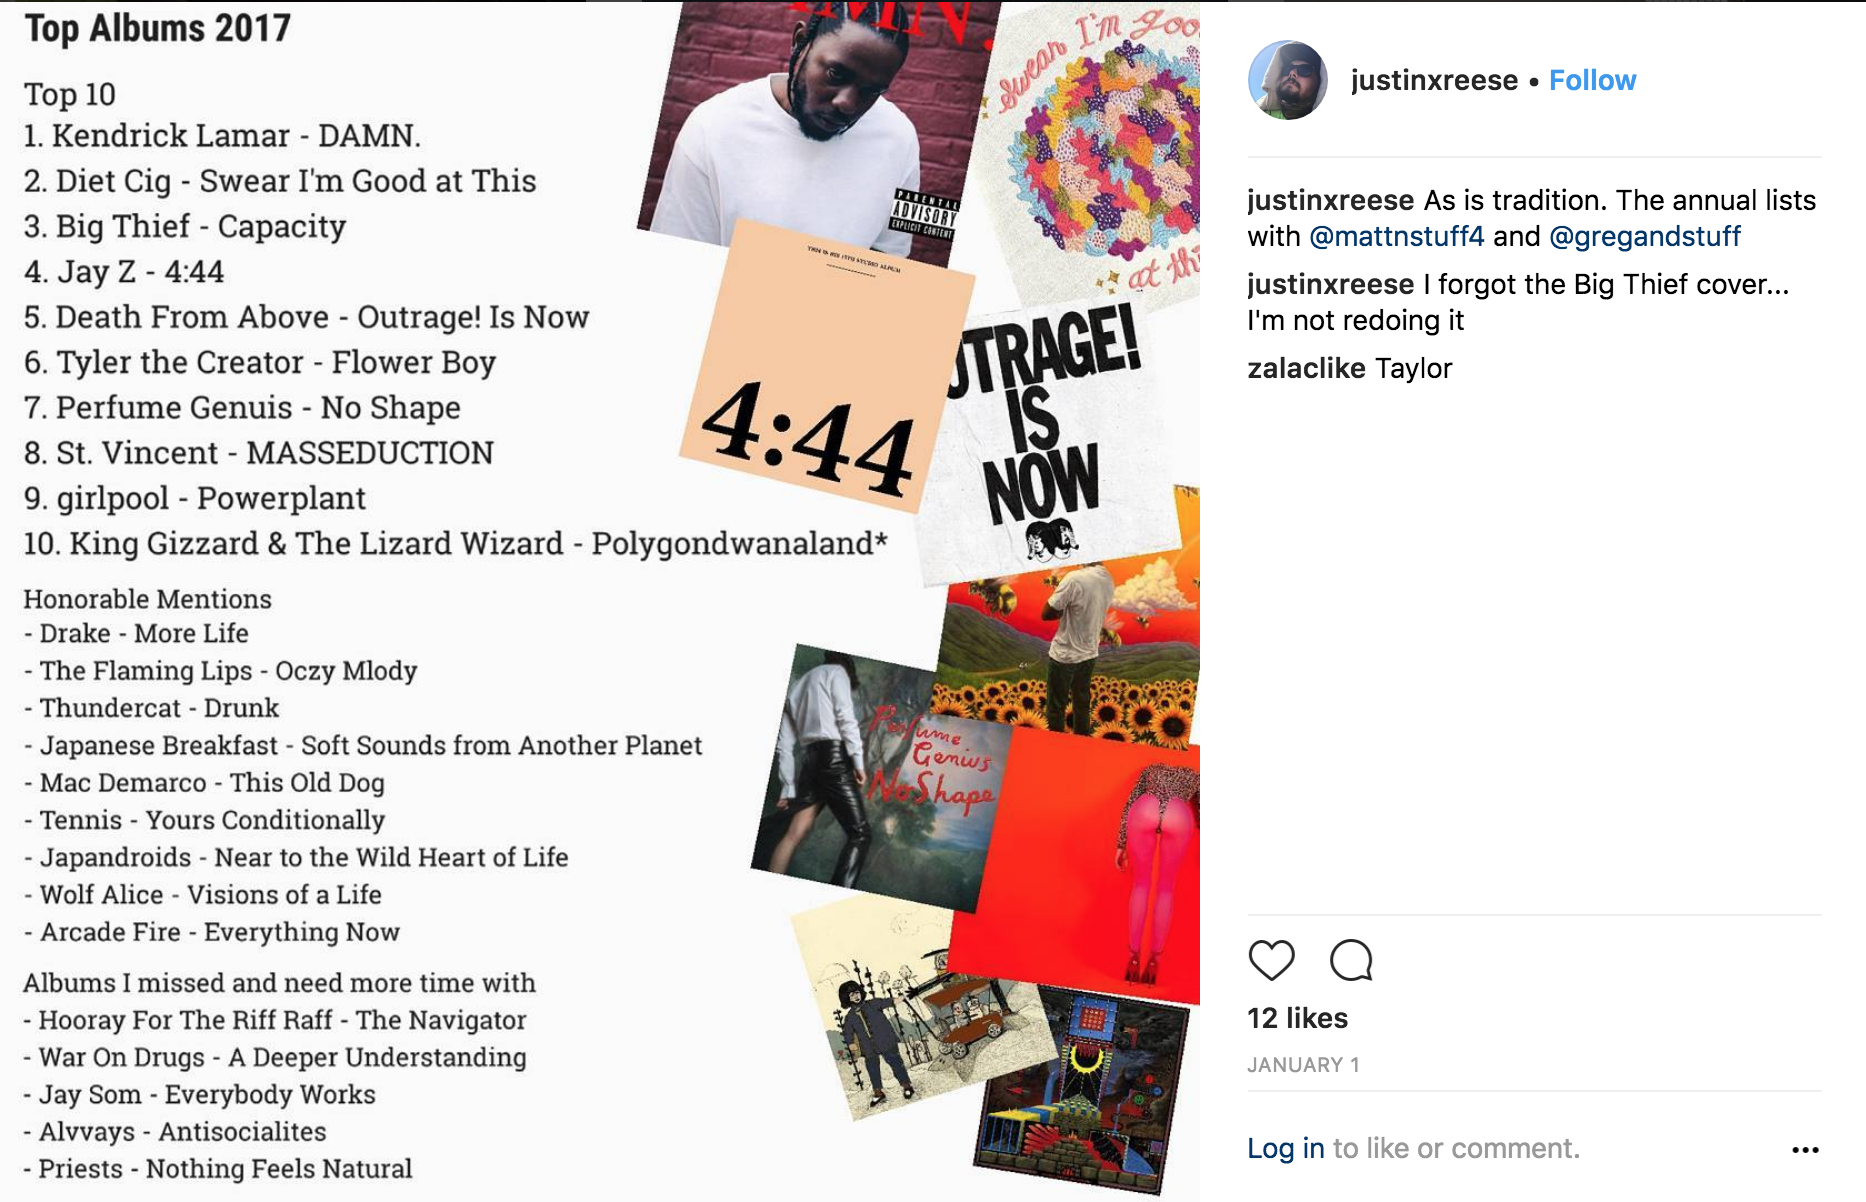 Top Albums 2017
Top 10
1. Kendrick Lamar - DAMN.
2. Diet Cig - Swear I'm Good at This
3. Big Thief - Capacity
4. Jay Z - 4:44
5. Death From Above - Outrage! Is Now
6. Tyler the Creator - Flower Boy
7. Perfume Genuis - No Shape
8. St. Vincent - MASSEDUCTION
9. girlpool - Powerplant
10. King Gizzard & The Lizard Wizard - Polygondwanaland*
Honorable Mentions
- Drake - More Life
- The Flaming Lips - Oczy Mlody
- Thundercat - Drunk
- Japanese Breakfast - Soft Sounds from Another Planet
- Mac Demarco - This Old Dog
- Tennis - Yours Conditionally
- Japandroids - Near to the Wild Heart of Life
- Wolf Alice - Visions of a Life
- Arcade Fire - Everything Now
Albums I missed and need more time with
- Hooray For The Riff Raff - The Navigator
- War On Drugs - A Deeper Understanding
- Jay Som - Everybody Works
- Alvvays - Antisocialites
- Priests - Nothing Feels Natural
MN.
PARENTAL
ADVISORY
EXPLICIT CONTENT
Swear I'm goo
at thi
THIS IS HIS 13TH STUDIO ALBUM
4:44
UTRAGE!
IS
NOW
Perfume
Genius
No Shape
justinxreese • Follow
justinxreese As is tradition. The annual lists
with @mattnstuff4 and @gregandstuff
justinxreese I forgot the Big Thief cover...
I'm not redoing it
zalaclike Taylor
12 likes
JANUARY 1
Log in to like or comment.